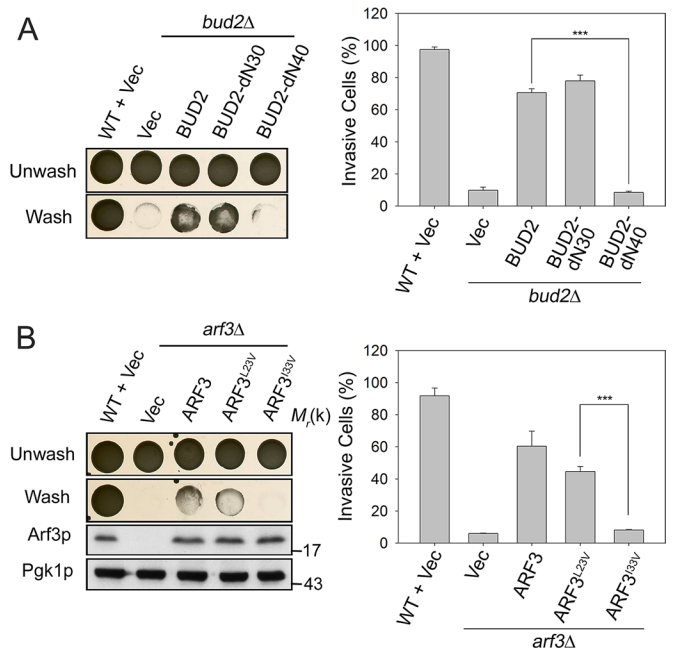 A
bud2Δ
WT + Vec
Vec
BUD2
BUD2-dN30
BUD2-dN40
Unwash
Wash
Invasive Cells (%)
120
100
80
60
40
20
0
***
WT + Vec
Vec
BUD2
BUD2-
dN30
BUD2-
dN40
bud2Δ
B
arf3Δ
WT + Vec
Vec
ARF3
ARF3L23V
ARF3I33V
Mr(k)
Unwash
Wash
Arf3p
17
Pgk1p
43
Invasive Cells (%)
120
100
80
60
40
20
0
***
WT + Vec
Vec
ARF3
ARF3L23V
ARF3I33V
arf3Δ